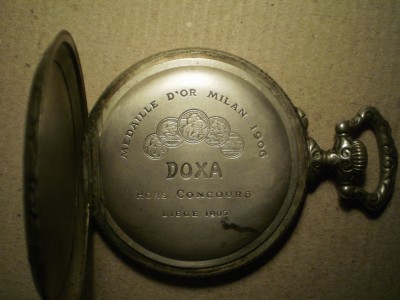 MEDAILLE D'OR MILAN 1906
DOXA
HORS CONCOURS
LIEGE 1905